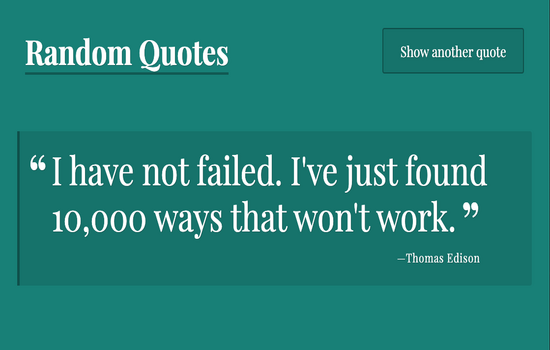 Random Quotes
Show another quote
“ I have not failed. I've just found
10,000 ways that won't work. ”
—Thomas Edison